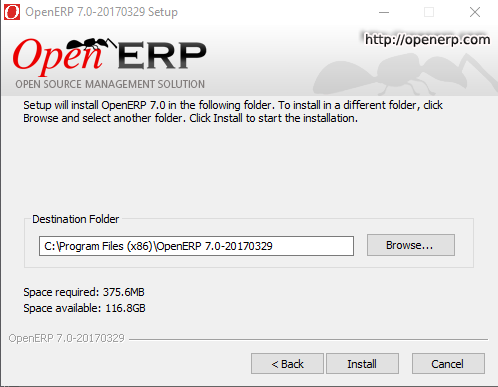 OpenERP 7.0-20170329 Setup
http://openerp.com
Open ERP
OPEN SOURCE MANAGEMENT SOLUTION
Setup will install OpenERP 7.0 in the following folder. To install in a different folder, click
Browse and select another folder. Click Install to start the installation.
Destination Folder
C:\Program Files (x86)\OpenERP 7.0-20170329
Browse...
Space required: 375.6MB
Space available: 116.8GB
OpenERP 7.0-20170329
< Back
Install
Cancel